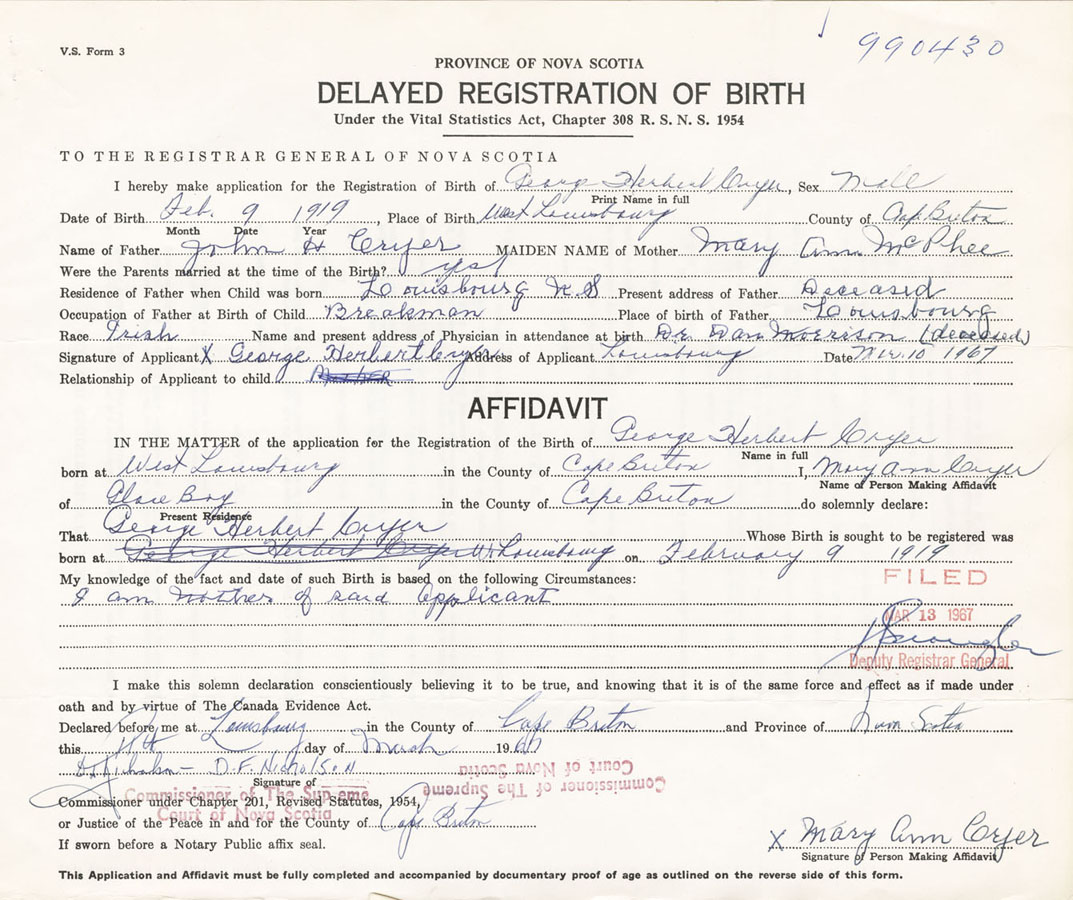 990430
V.S. Form 3
PROVINCE OF NOVA SCOTIA
DELAYED REGISTRATION OF BIRTH
Under the Vital Statistics Act, Chapter 308 R. S. N. S. 1954
TO THE REGISTRAR GENERAL OF NOVA SCOTIA
I hereby make application for the Registration of Birth of George Herbert Cryer, Sex Male
Print Name in full
Date of Birth Feb. 9 1919, Place of Birth West Louisbourg County of Cape Breton
Month Date Year
Name of Father John H Cryer MAIDEN NAME of Mother Mary Ann McPhee
Were the Parents married at the time of the Birth? yes
Residence of Father when Child was born Louisbourg N S Present address of Father Deceased
Occupation of Father at Birth of Child Breakman Place of birth of Father Louisbourg
Race Irish Name and present address of Physician in attendance at birth Dr. Dan Morrison (deceased)
Signature of Applicant X George Herbert Cryer Address of Applicant Louisbourg Date Mar. 10 1967
Relationship of Applicant to child
AFFIDAVIT
IN THE MATTER of the application for the Registration of the Birth of George Herbert Cryer
Name in full
born at West Louisbourg in the County of Cape Breton I, Mary Ann Cryer
Name of Person Making Affidavit
of Glace Bay in the County of Cape Breton do solemnly declare:
Present Residence
That George Herbert Cryer Whose Birth is sought to be registered was
born at George Herbert Cryer W. Louisbourg on February 9 1919
My knowledge of the fact and date of such Birth is based on the following Circumstances:
FILED
I am Mother of said Applicant
MAR 13 1967
Deputy Registrar General
I make this solemn declaration conscientiously believing it to be true, and knowing that it is of the same force and effect as if made under
oath and by virtue of The Canada Evidence Act.
Declared before me at Louisbourg in the County of Cape Breton and Province of Nova Scotia
this day of March 1967
D.F. Nicholson
Commissioner of The Supreme
Court of Nova Scotia
Signature of
Commissioner of The Supreme
Court of Nova Scotia
Commissioner under Chapter 201, Revised Statutes, 1954,
or Justice of the Peace in and for the County of Cape Breton
If sworn before a Notary Public affix seal.
X Mary Ann Cryer
Signature of Person Making Affidavit
This Application and Affidavit must be fully completed and accompanied by documentary proof of age as outlined on the reverse side of this form.